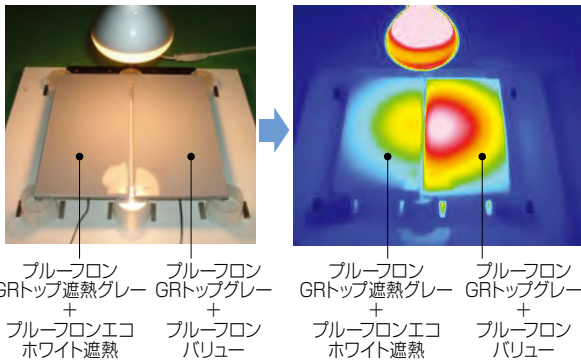 プルーフロン
GRトップ遮熱グレー
+
プルーフロンエコ
ホワイト遮熱
プルーフロン
GRトップグレー
+
プルーフロン
バリュー
プルーフロン
GRトップ遮熱グレー
+
プルーフロンエコ
ホワイト遮熱
プルーフロン
GRトップグレー
+
プルーフロン
バリュー